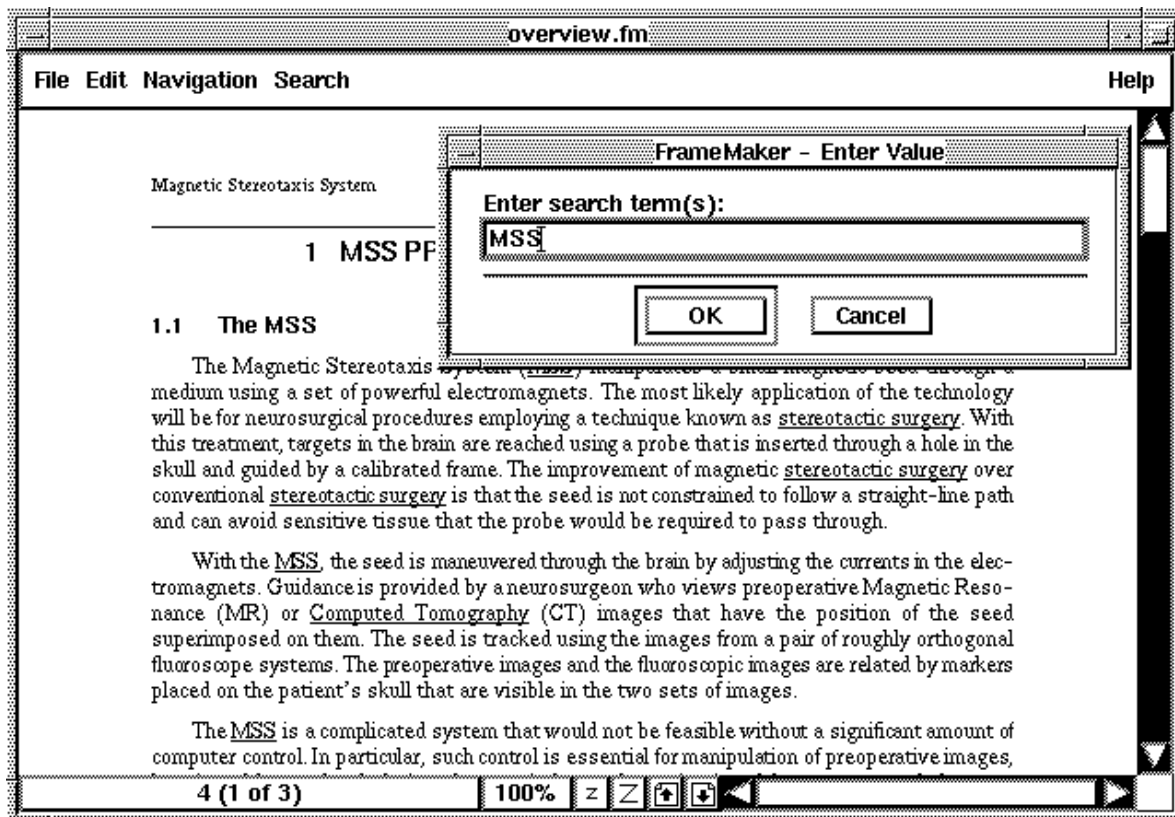 overview.fm
File Edit Navigation Search Help
FrameMaker - Enter Value
Enter search term(s):
MSS
OK Cancel
Magnetic Stereotaxis System
1 MSS
1.1 The MSS
The Magnetic Stereotaxis System (MSS) manipulates a small magnetic seed through a
medium using a set of powerful electromagnets. The most likely application of the technology
will be for neurosurgical procedures employing a technique known as stereotactic surgery. With
this treatment, targets in the brain are reached using a probe that is inserted through a hole in the
skull and guided by a calibrated frame. The improvement of magnetic stereotactic surgery over
conventional stereotactic surgery is that the seed is not constrained to follow a straight-line path
and can avoid sensitive tissue that the probe would be required to pass through.
With the MSS, the seed is maneuvered through the brain by adjusting the currents in the elec-
tromagnets. Guidance is provided by a neurosurgeon who views preoperative Magnetic Reso-
nance (MR) or Computed Tomography (CT) images that have the position of the seed
superimposed on them. The seed is tracked using the images from a pair of roughly orthogonal
fluoroscope systems. The preoperative images and the fluoroscopic images are related by markers
placed on the patient's skull that are visible in the two sets of images.
The MSS is a complicated system that would not be feasible without a significant amount of
computer control. In particular, such control is essential for manipulation of preoperative images,
4 (1 of 3) 100% z Z